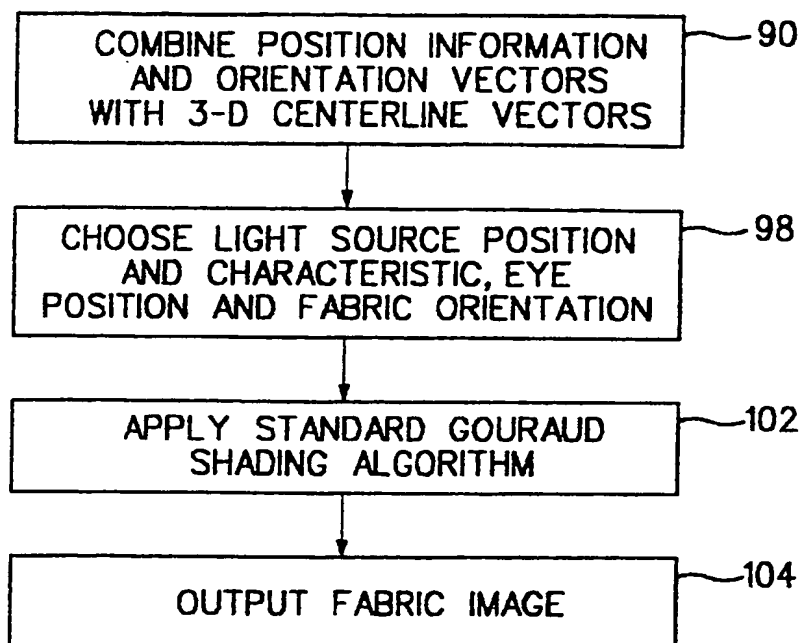 COMBINE POSITION INFORMATION
AND ORIENTATION VECTORS
WITH 3-D CENTERLINE VECTORS
90
CHOOSE LIGHT SOURCE POSITION
AND CHARACTERISTIC, EYE
POSITION AND FABRIC ORIENTATION
98
APPLY STANDARD GOURAUD
SHADING ALGORITHM
102
OUTPUT FABRIC IMAGE
104